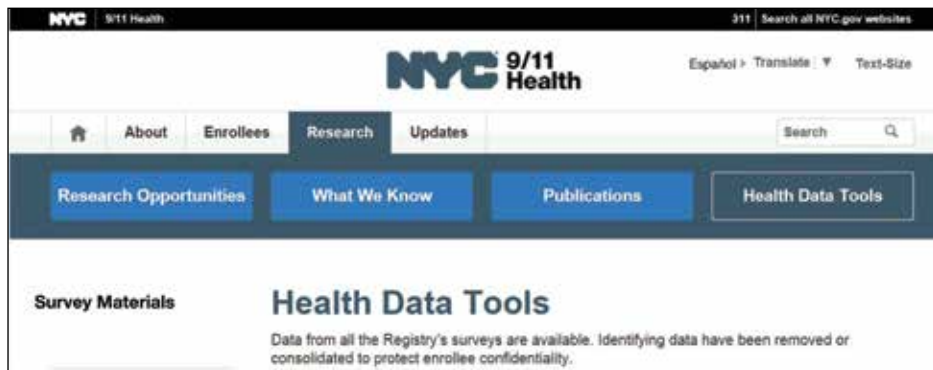 NYC 9/11 Health 311 Search all NYC.gov websites
NYC 9/11 Health
Español Translate ▼ Text-Size
About Enrollees Research Updates Search
Research Opportunities What We Know Publications Health Data Tools
Survey Materials
Health Data Tools
Data from all the Registry's surveys are available. Identifying data have been removed or
consolidated to protect enrollee confidentiality.